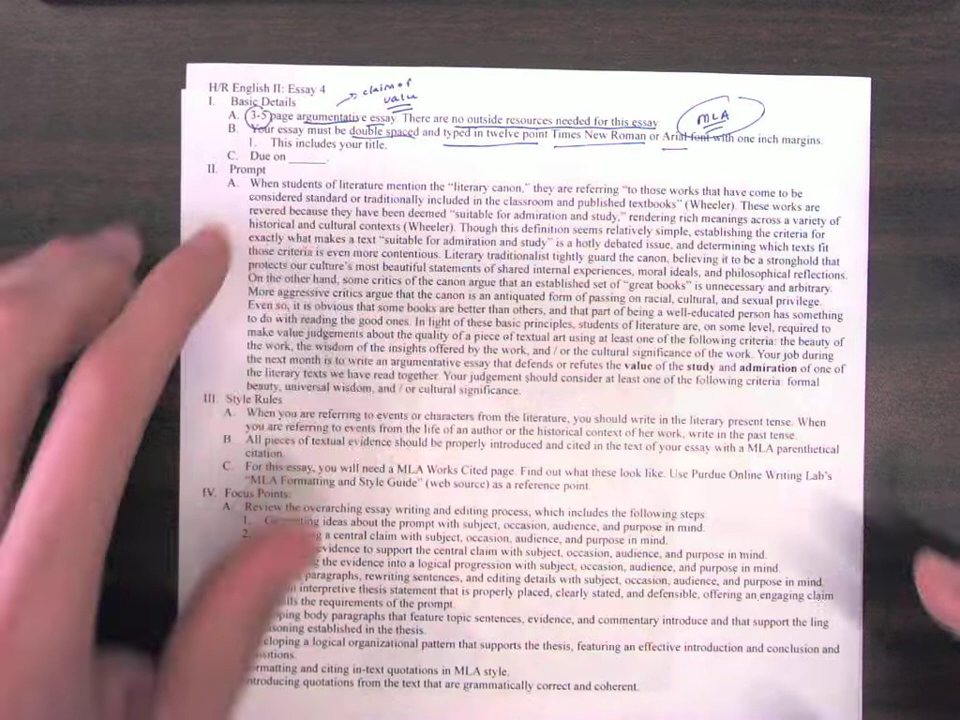 H/R English II: Essay 4
→ claim of
value
I. Basic Details
A. 3-5 page argumentative essay. There are no outside resources needed for this essay
MLA
B. Your essay must be double spaced and typed in twelve point Times New Roman or Arial font with one inch margins.
1. This includes your title.
C. Due on ______.
II. Prompt
A. When students of literature mention the “literary canon,” they are referring “to those works that have come to be
considered standard or traditionally included in the classroom and published textbooks” (Wheeler). These works are
revered because they have been deemed “suitable for admiration and study,” rendering rich meanings across a variety of
historical and cultural contexts (Wheeler). Though this definition seems relatively simple, establishing the criteria for
exactly what makes a text “suitable for admiration and study” is a hotly debated issue, and determining which texts fit
those criteria is even more contentious. Literary traditionalist tightly guard the canon, believing it to be a stronghold that
protects our culture’s most beautiful statements of shared internal experiences, moral ideals, and philosophical reflections.
On the other hand, some critics of the canon argue that an established set of “great books” is unnecessary and arbitrary.
More aggressive critics argue that the canon is an antiquated form of passing on racial, cultural, and sexual privilege.
Even so, it is obvious that some books are better than others, and that part of being a well-educated person has something
to do with reading the good ones. In light of these basic principles, students of literature are, on some level, required to
make value judgements about the quality of a piece of textual art using at least one of the following criteria: the beauty of
the work, the wisdom of the insights offered by the work, and / or the cultural significance of the work. Your job during
the next month is to write an argumentative essay that defends or refutes the value of the study and admiration of one of
the literary texts we have read together. Your judgement should consider at least one of the following criteria: formal
beauty, universal wisdom, and / or cultural significance.
III. Style Rules
A. When you are referring to events or characters from the literature, you should write in the literary present tense. When
you are referring to events from the life of an author or the historical context of her work, write in the past tense.
B. All pieces of textual evidence should be properly introduced and cited in the text of your essay with a MLA parenthetical
citation.
C. For this essay, you will need a MLA Works Cited page. Find out what these look like. Use Purdue Online Writing Lab’s
“MLA Formatting and Style Guide” (web source) as a reference point.
IV. Focus Points:
A. Review the overarching essay writing and editing process, which includes the following steps:
1. ideas about the prompt with subject, occasion, audience, and purpose in mind.
2. a central claim with subject, occasion, audience, and purpose in mind.
evidence to support the central claim with subject, occasion, audience, and purpose in mind.
the evidence into a logical progression with subject, occasion, audience, and purpose in mind.
paragraphs, rewriting sentences, and editing details with subject, occasion, audience, and purpose in mind.
interpretive thesis statement that is properly placed, clearly stated, and defensible, offering an engaging claim
the requirements of the prompt.
body paragraphs that feature topic sentences, evidence, and commentary introduce and that support the ling
established in the thesis.
a logical organizational pattern that supports the thesis, featuring an effective introduction and conclusion and
and citing in-text quotations in MLA style.
quotations from the text that are grammatically correct and coherent.